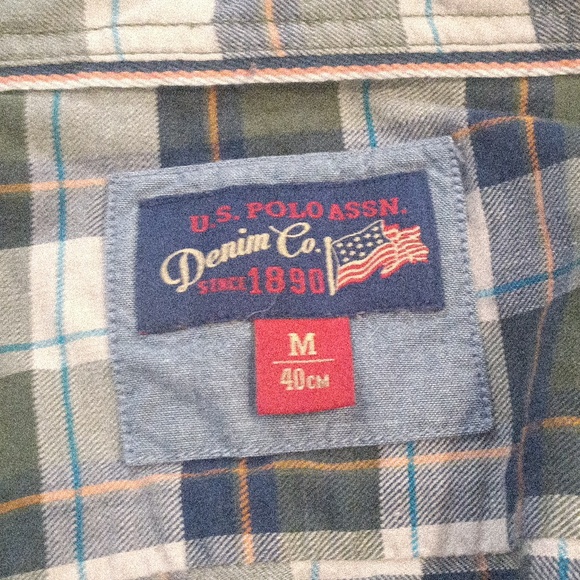 U.S. POLO ASSN.
Denim Co.
SINCE 1890
M
40CM